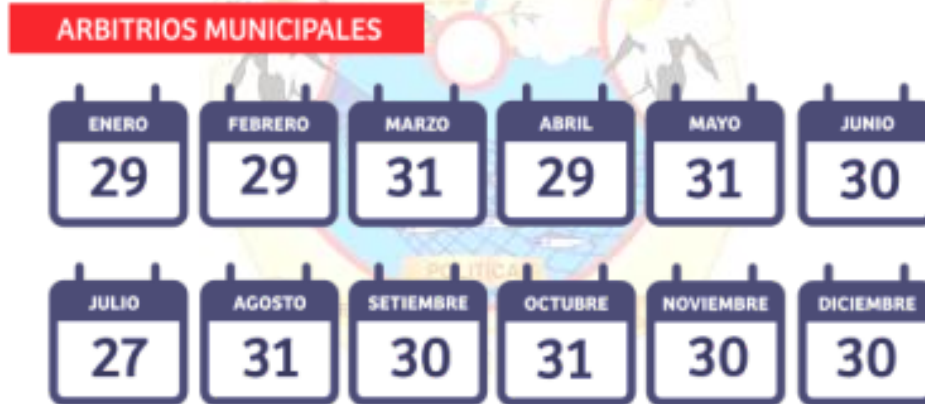 ARBITRIOS MUNICIPALES
ENERO FEBRERO MARZO ABRIL MAYO JUNIO
29 29 31 29 31 30
POLITICA
JULIO AGOSTO SETIEMBRE OCTUBRE NOVIEMBRE DICIEMBRE
27 31 30 31 30 30